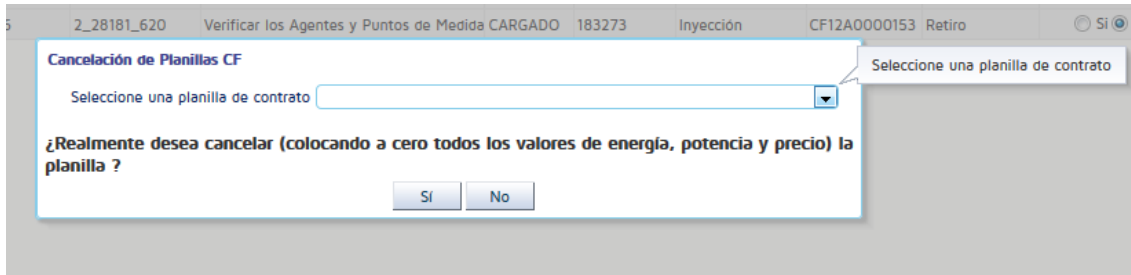 5 2_28181_620 Verificar los Agentes y Puntos de Medida CARGADO 183273 Inyección CF12A0000153 Retiro Sí
Cancelación de Planillas CF
Seleccione una planilla de contrato
Seleccione una planilla de contrato
¿Realmente desea cancelar (colocando a cero todos los valores de energía, potencia y precio) la
planilla ?
Sí No